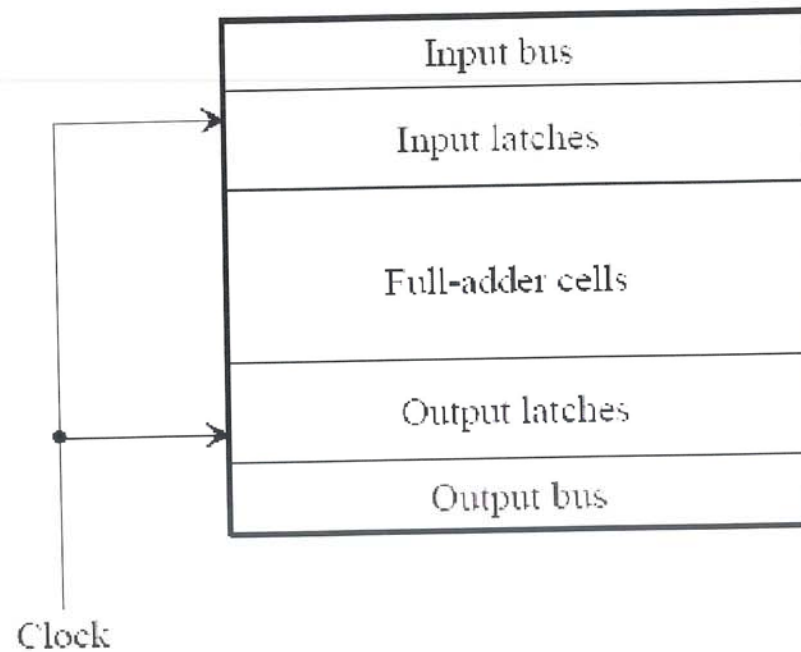 Input bus
Input latches
Full-adder cells
Output latches
Output bus
Clock